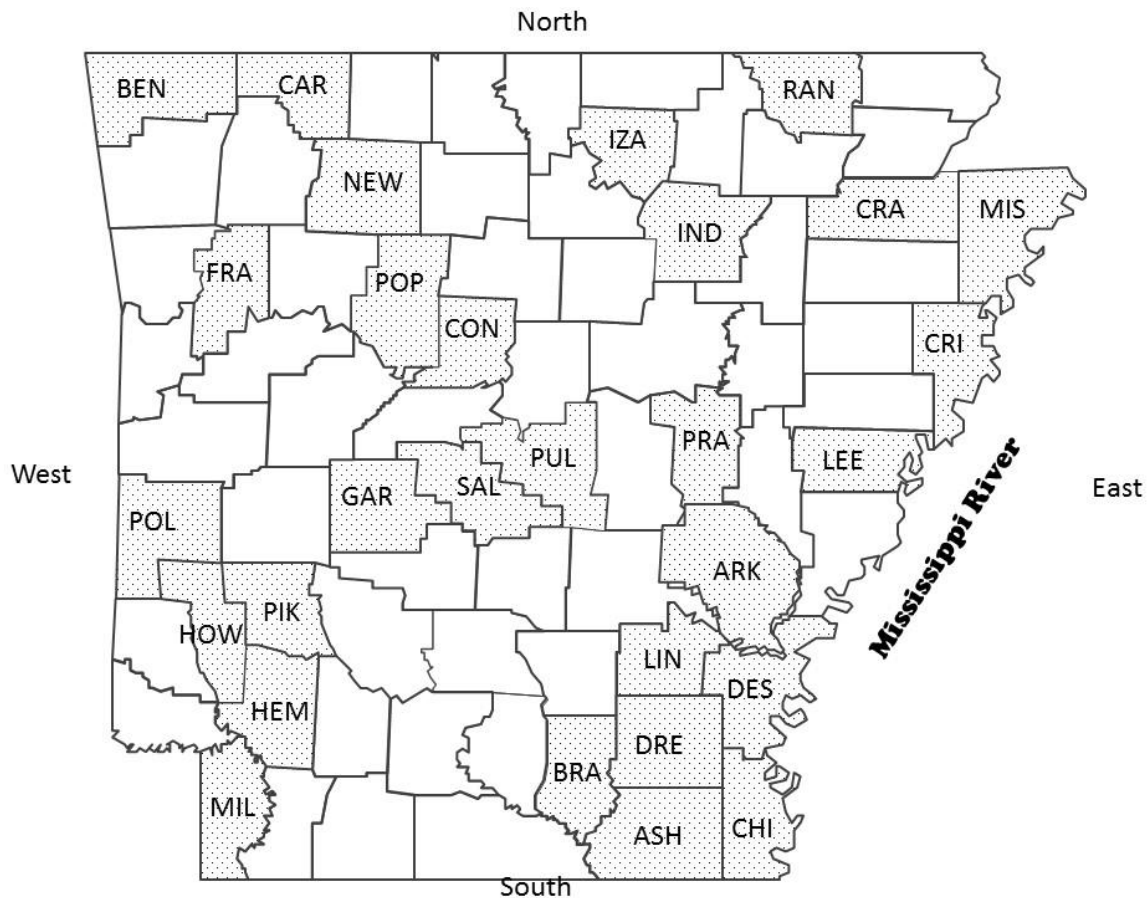 North
BEN
CAR
RAN
IZA
NEW
CRA
MIS
IND
FRA
POP
CON
CRI
PRA
PUL
LEE
West
SAL
GAR
East
POL
Mississippi River
ARK
PIK
HOW
LIN
DES
HEM
DRE
BRA
MIL
ASH
CHI
South